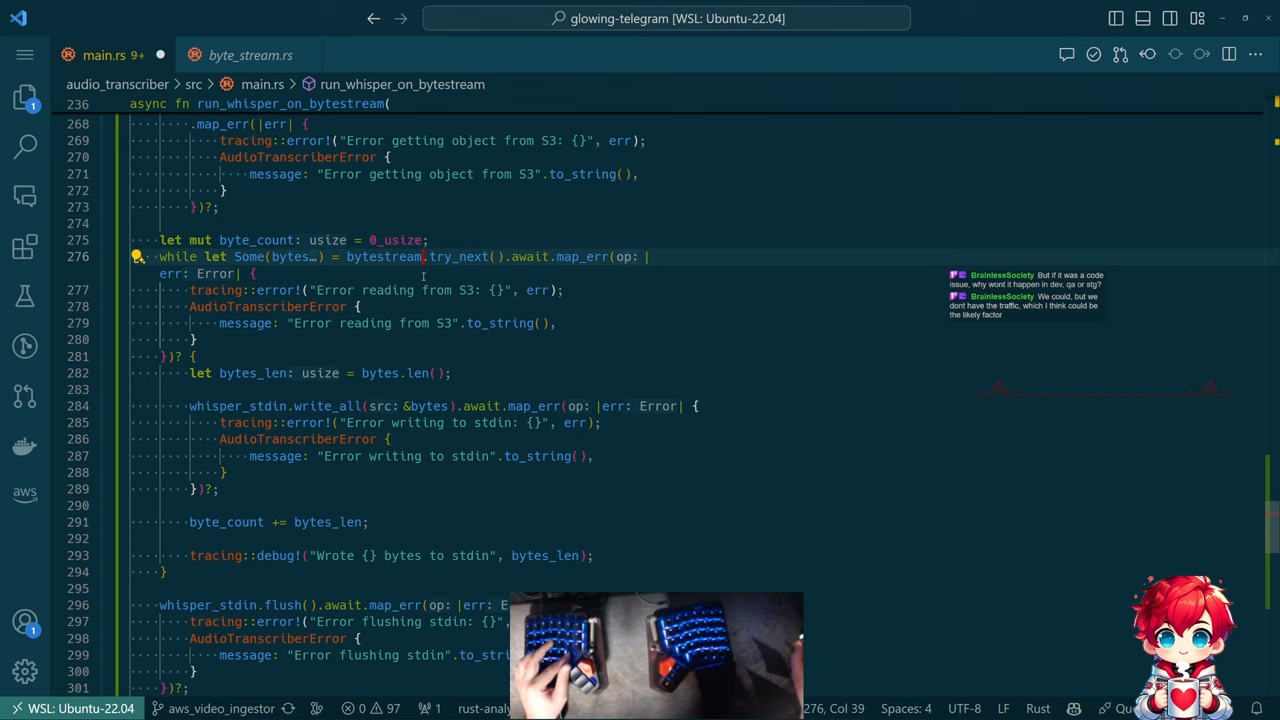 glowing-telegram [WSL: Ubuntu-22.04]
main.rs 9+
byte_stream.rs
audio_transcriber > src > main.rs > run_whisper_on_bytestream
236 async fn run_whisper_on_bytestream(
268 .map_err(|err| {
269 tracing::error!("Error getting object from S3: {}", err);
270 AudioTranscriberError {
271 message: "Error getting object from S3".to_string(),
272 }
273 })?;
274
275 let mut byte_count: usize = 0_usize;
276 while let Some(bytes…) = bytestream.try_next().await.map_err(op: |
err: Error| {
277 tracing::error!("Error reading from S3: {}", err);
278 AudioTranscriberError {
279 message: "Error reading from S3".to_string(),
280 }
281 })? {
282 let bytes_len: usize = bytes.len();
283
284 whisper_stdin.write_all(src: &bytes).await.map_err(op: |err: Error| {
285 tracing::error!("Error writing to stdin: {}", err);
286 AudioTranscriberError {
287 message: "Error writing to stdin".to_string(),
288 }
289 })?;
290
291 byte_count += bytes_len;
292
293 tracing::debug!("Wrote {} bytes to stdin", bytes_len);
294 }
295
296 whisper_stdin.flush().await.map_err(op: |err: E
297 tracing::error!("Error flushing stdin: {}",
298 AudioTranscriberError {
299 message: "Error flushing stdin".to_stri
300 }
301 })?;
BrainlessSociety But if it was a code
issue, why wont it happen in dev, qa or stg?
BrainlessSociety We could, but we
dont have the traffic, which I think could be
the likely factor
1
aws
1
WSL: Ubuntu-22.04
aws_video_ingestor
0 97
1
rust-analy
276, Col 39
Spaces: 4
UTF-8
LF
Rust